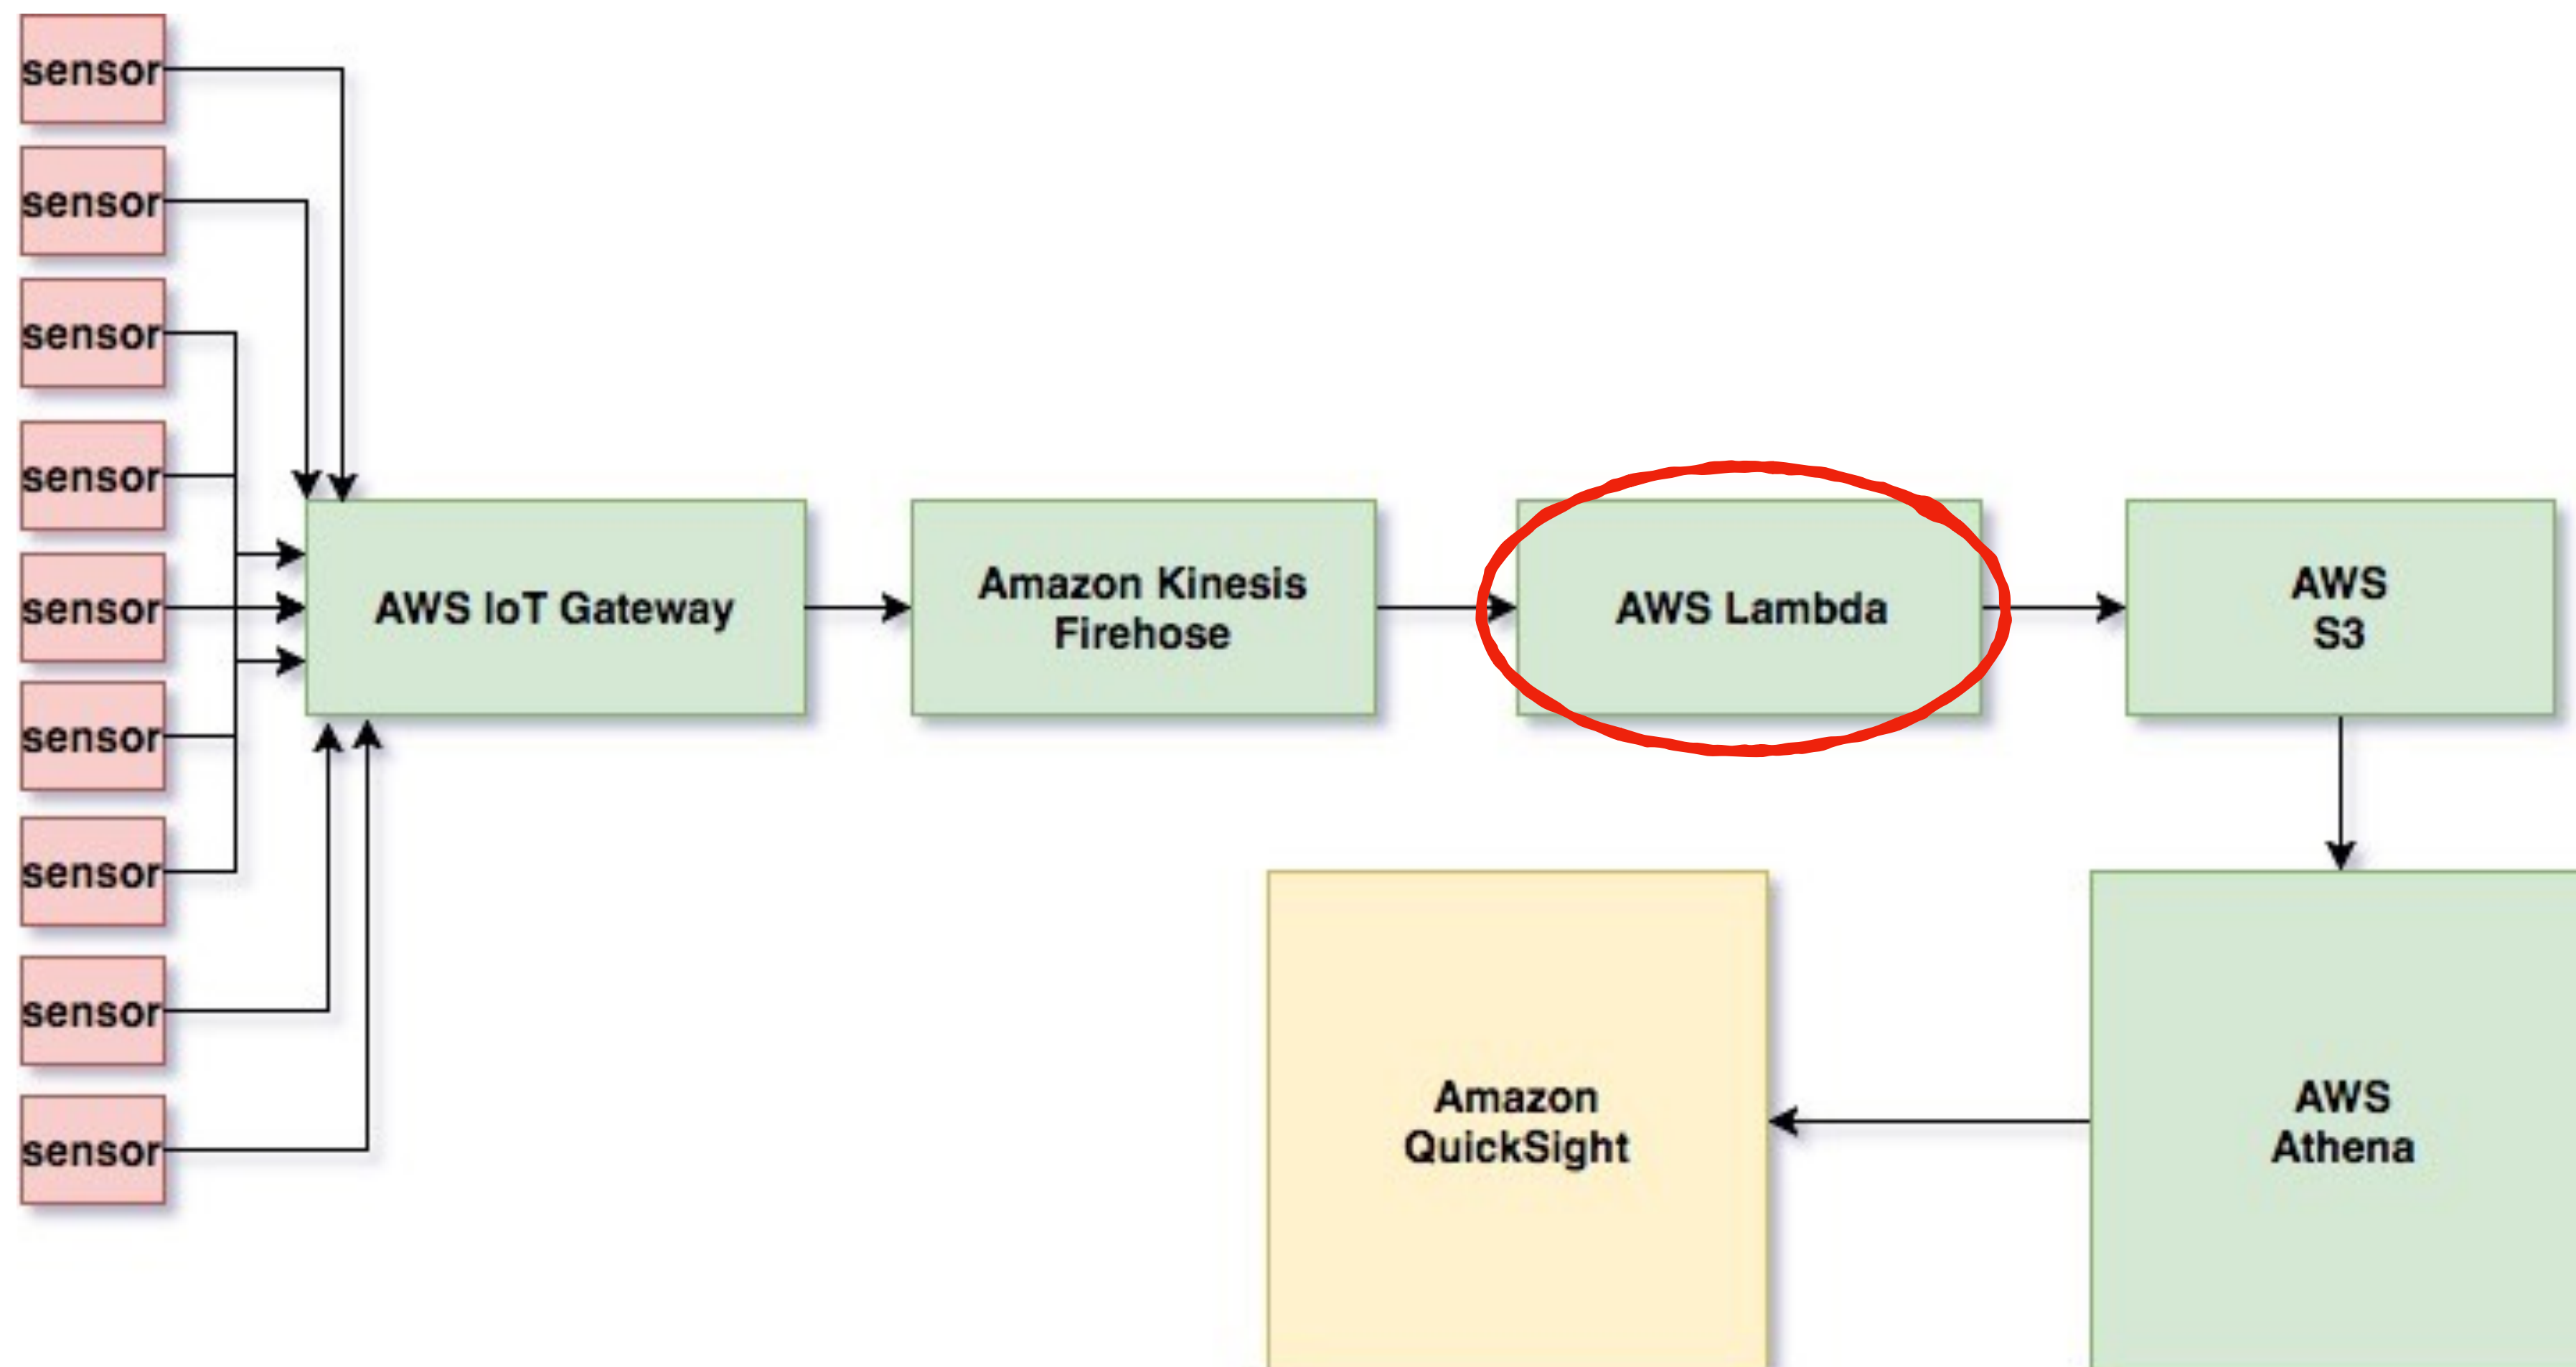 sensor
sensor
sensor
sensor
sensor
sensor
sensor
sensor
sensor
AWS IoT Gateway
Amazon Kinesis
Firehose
AWS Lambda
AWS
S3
Amazon
QuickSight
AWS
Athena